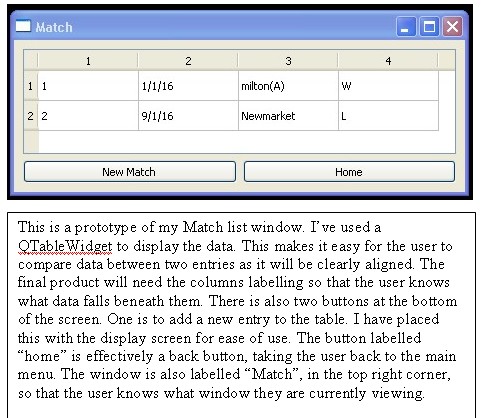 Match
1 2 3 4
1 1 1/1/16 milton(A) W
2 2 9/1/16 Newmarket L
New Match Home
This is a prototype of my Match list window. I've used a
QTableWidget to display the data. This makes it easy for the user to
compare data between two entries as it will be clearly aligned. The
final product will need the columns labelling so that the user knows
what data falls beneath them. There is also two buttons at the bottom
of the screen. One is to add a new entry to the table. I have placed
this with the display screen for ease of use. The button labelled
“home” is effectively a back button, taking the user back to the main
menu. The window is also labelled “Match”, in the top right corner,
so that the user knows what window they are currently viewing.